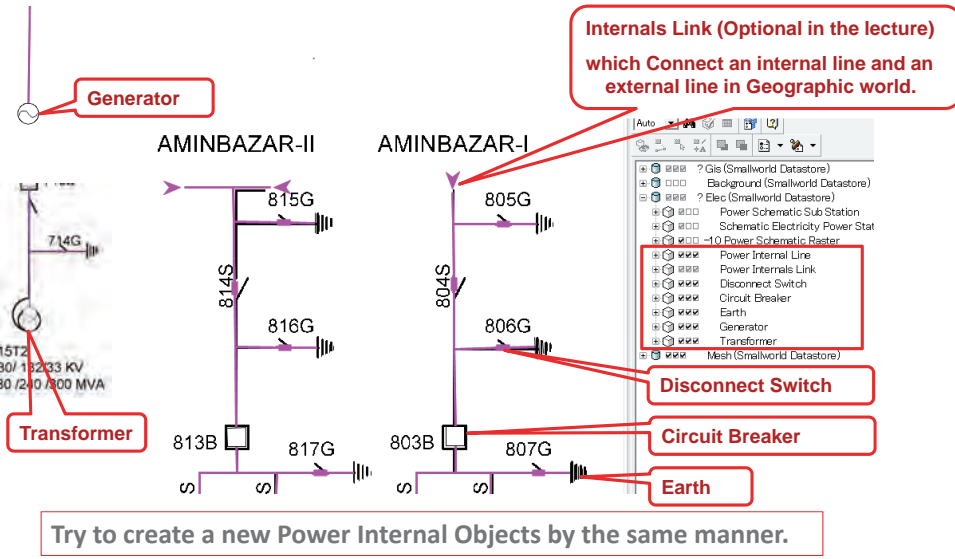 Internals Link (Optional in the lecture)
which Connect an internal line and an
external line in Geographic world.
Generator
AMINBAZAR-II
AMINBAZAR-I
Auto
? Gis (Smallworld Datastore)
Background (Smallworld Datastore)
? Elec (Smallworld Datastore)
Power Schematic Sub Station
Schematic Electricity Power Stat
-10 Power Schematic Raster
Power Internal Line
Power Internals Link
Disconnect Switch
Circuit Breaker
Earth
Generator
Transformer
Mesh (Smallworld Datastore)
815G
805G
714G
814S
804S
816G
806G
15T2
30/ 132/33 KV
30 /240 /300 MVA
Disconnect Switch
Transformer
813B
803B
Circuit Breaker
817G
807G
S
S
S
S
Earth
Try to create a new Power Internal Objects by the same manner.